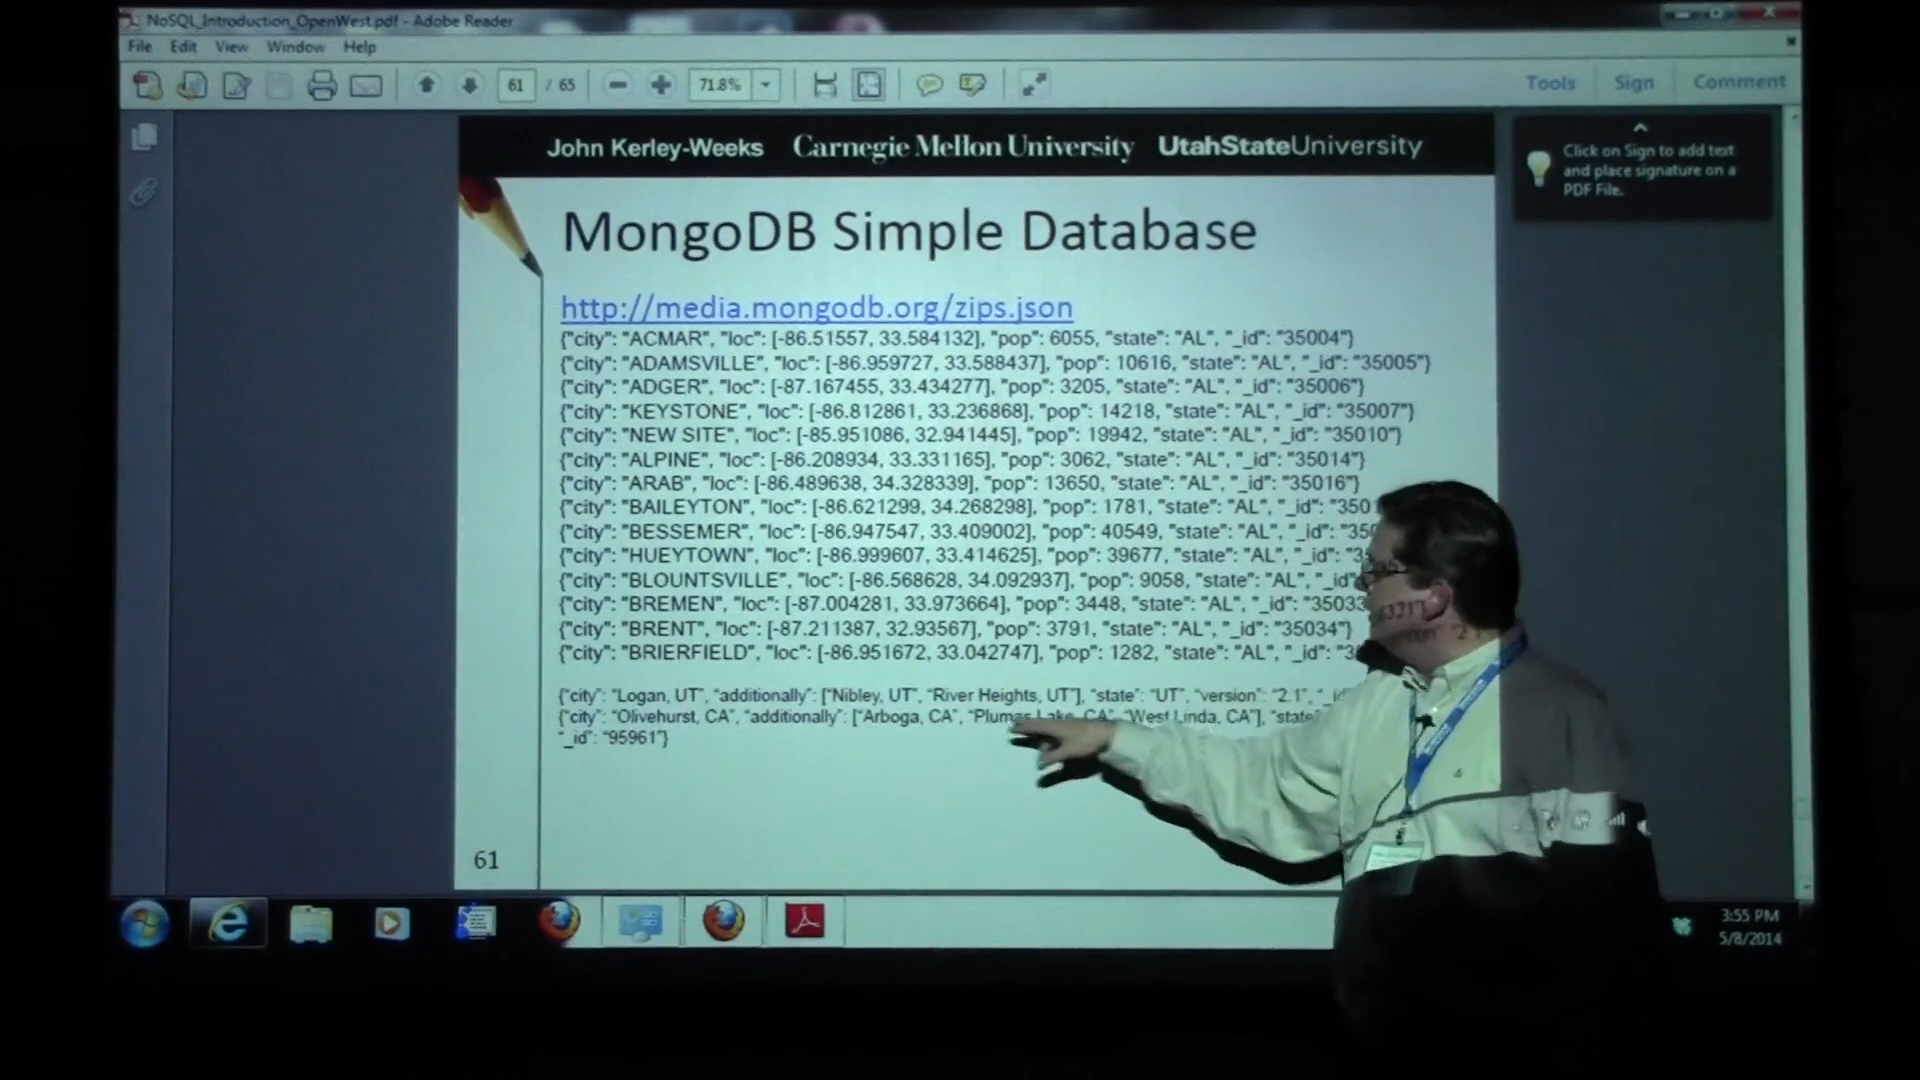 NoSQL_Introduction_OpenWest.pdf - Adobe Reader
File Edit View Window Help
61 / 65 71.8% Tools Sign Comment
Click on Sign to add text
and place signature on a
PDF File.
John Kerley-Weeks Carnegie Mellon University UtahStateUniversity
MongoDB Simple Database
http://media.mongodb.org/zips.json
{"city": "ACMAR", "loc": [-86.51557, 33.584132], "pop": 6055, "state": "AL", "_id": "35004"}
{"city": "ADAMSVILLE", "loc": [-86.959727, 33.588437], "pop": 10616, "state": "AL", "_id": "35005"}
{"city": "ADGER", "loc": [-87.167455, 33.434277], "pop": 3205, "state": "AL", "_id": "35006"}
{"city": "KEYSTONE", "loc": [-86.812861, 33.236868], "pop": 14218, "state": "AL", "_id": "35007"}
{"city": "NEW SITE", "loc": [-85.951086, 32.941445], "pop": 19942, "state": "AL", "_id": "35010"}
{"city": "ALPINE", "loc": [-86.208934, 33.331165], "pop": 3062, "state": "AL", "_id": "35014"}
{"city": "ARAB", "loc": [-86.489638, 34.328339], "pop": 13650, "state": "AL", "_id": "35016"}
{"city": "BAILEYTON", "loc": [-86.621299, 34.268298], "pop": 1781, "state": "AL", "_id":
{"city": "BESSEMER", "loc": [-86.947547, 33.409002], "pop": 40549, "state": "AL", "_id":
{"city": "HUEYTOWN", "loc": [-86.999607, 33.414625], "pop": 39677, "state": "AL", "_id":
{"city": "BLOUNTSVILLE", "loc": [-86.568628, 34.092937], "pop": 9058, "state": "AL", "_id"
{"city": "BREMEN", "loc": [-87.004281, 33.973664], "pop": 3448, "state": "AL", "_id": "35033
{"city": "BRENT", "loc": [-87.211387, 32.93567], "pop": 3791, "state": "AL", "_id": "35034"}
{"city": "BRIERFIELD", "loc": [-86.951672, 33.042747], "pop": 1282, "state": "AL", "_id":
{“city”: “Logan, UT”, “additionally”: [“Nibley, UT”, “River Heights, UT”], “state”: “UT”, “version”: “2.1”,
{“city”: “Olivehurst, CA”, “additionally”: [“Arboga, CA”, “Plumas Lake, CA”, “West Linda, CA”], “state
“_id”: “95961”}
61
3:55 PM
5/8/2014